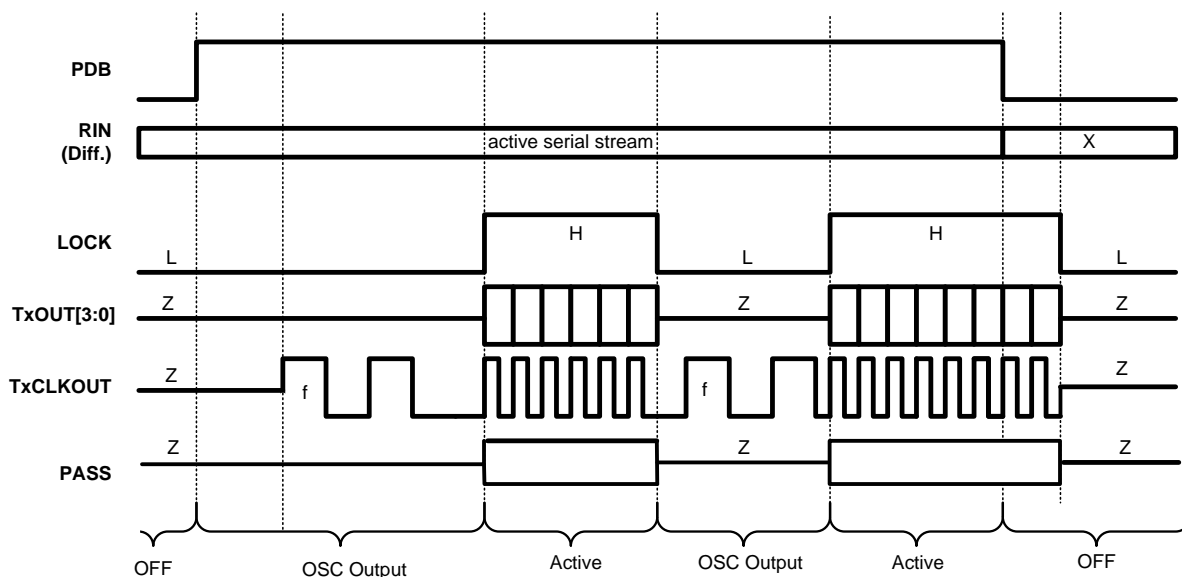 PDB
RIN
(Diff.)
active serial stream
X
LOCK
L
H
L
H
L
TxOUT[3:0]
Z
Z
Z
TxCLKOUT
Z
f
f
Z
PASS
Z
Z
Z
OFF
OSC Output
Active
OSC Output
Active
OFF